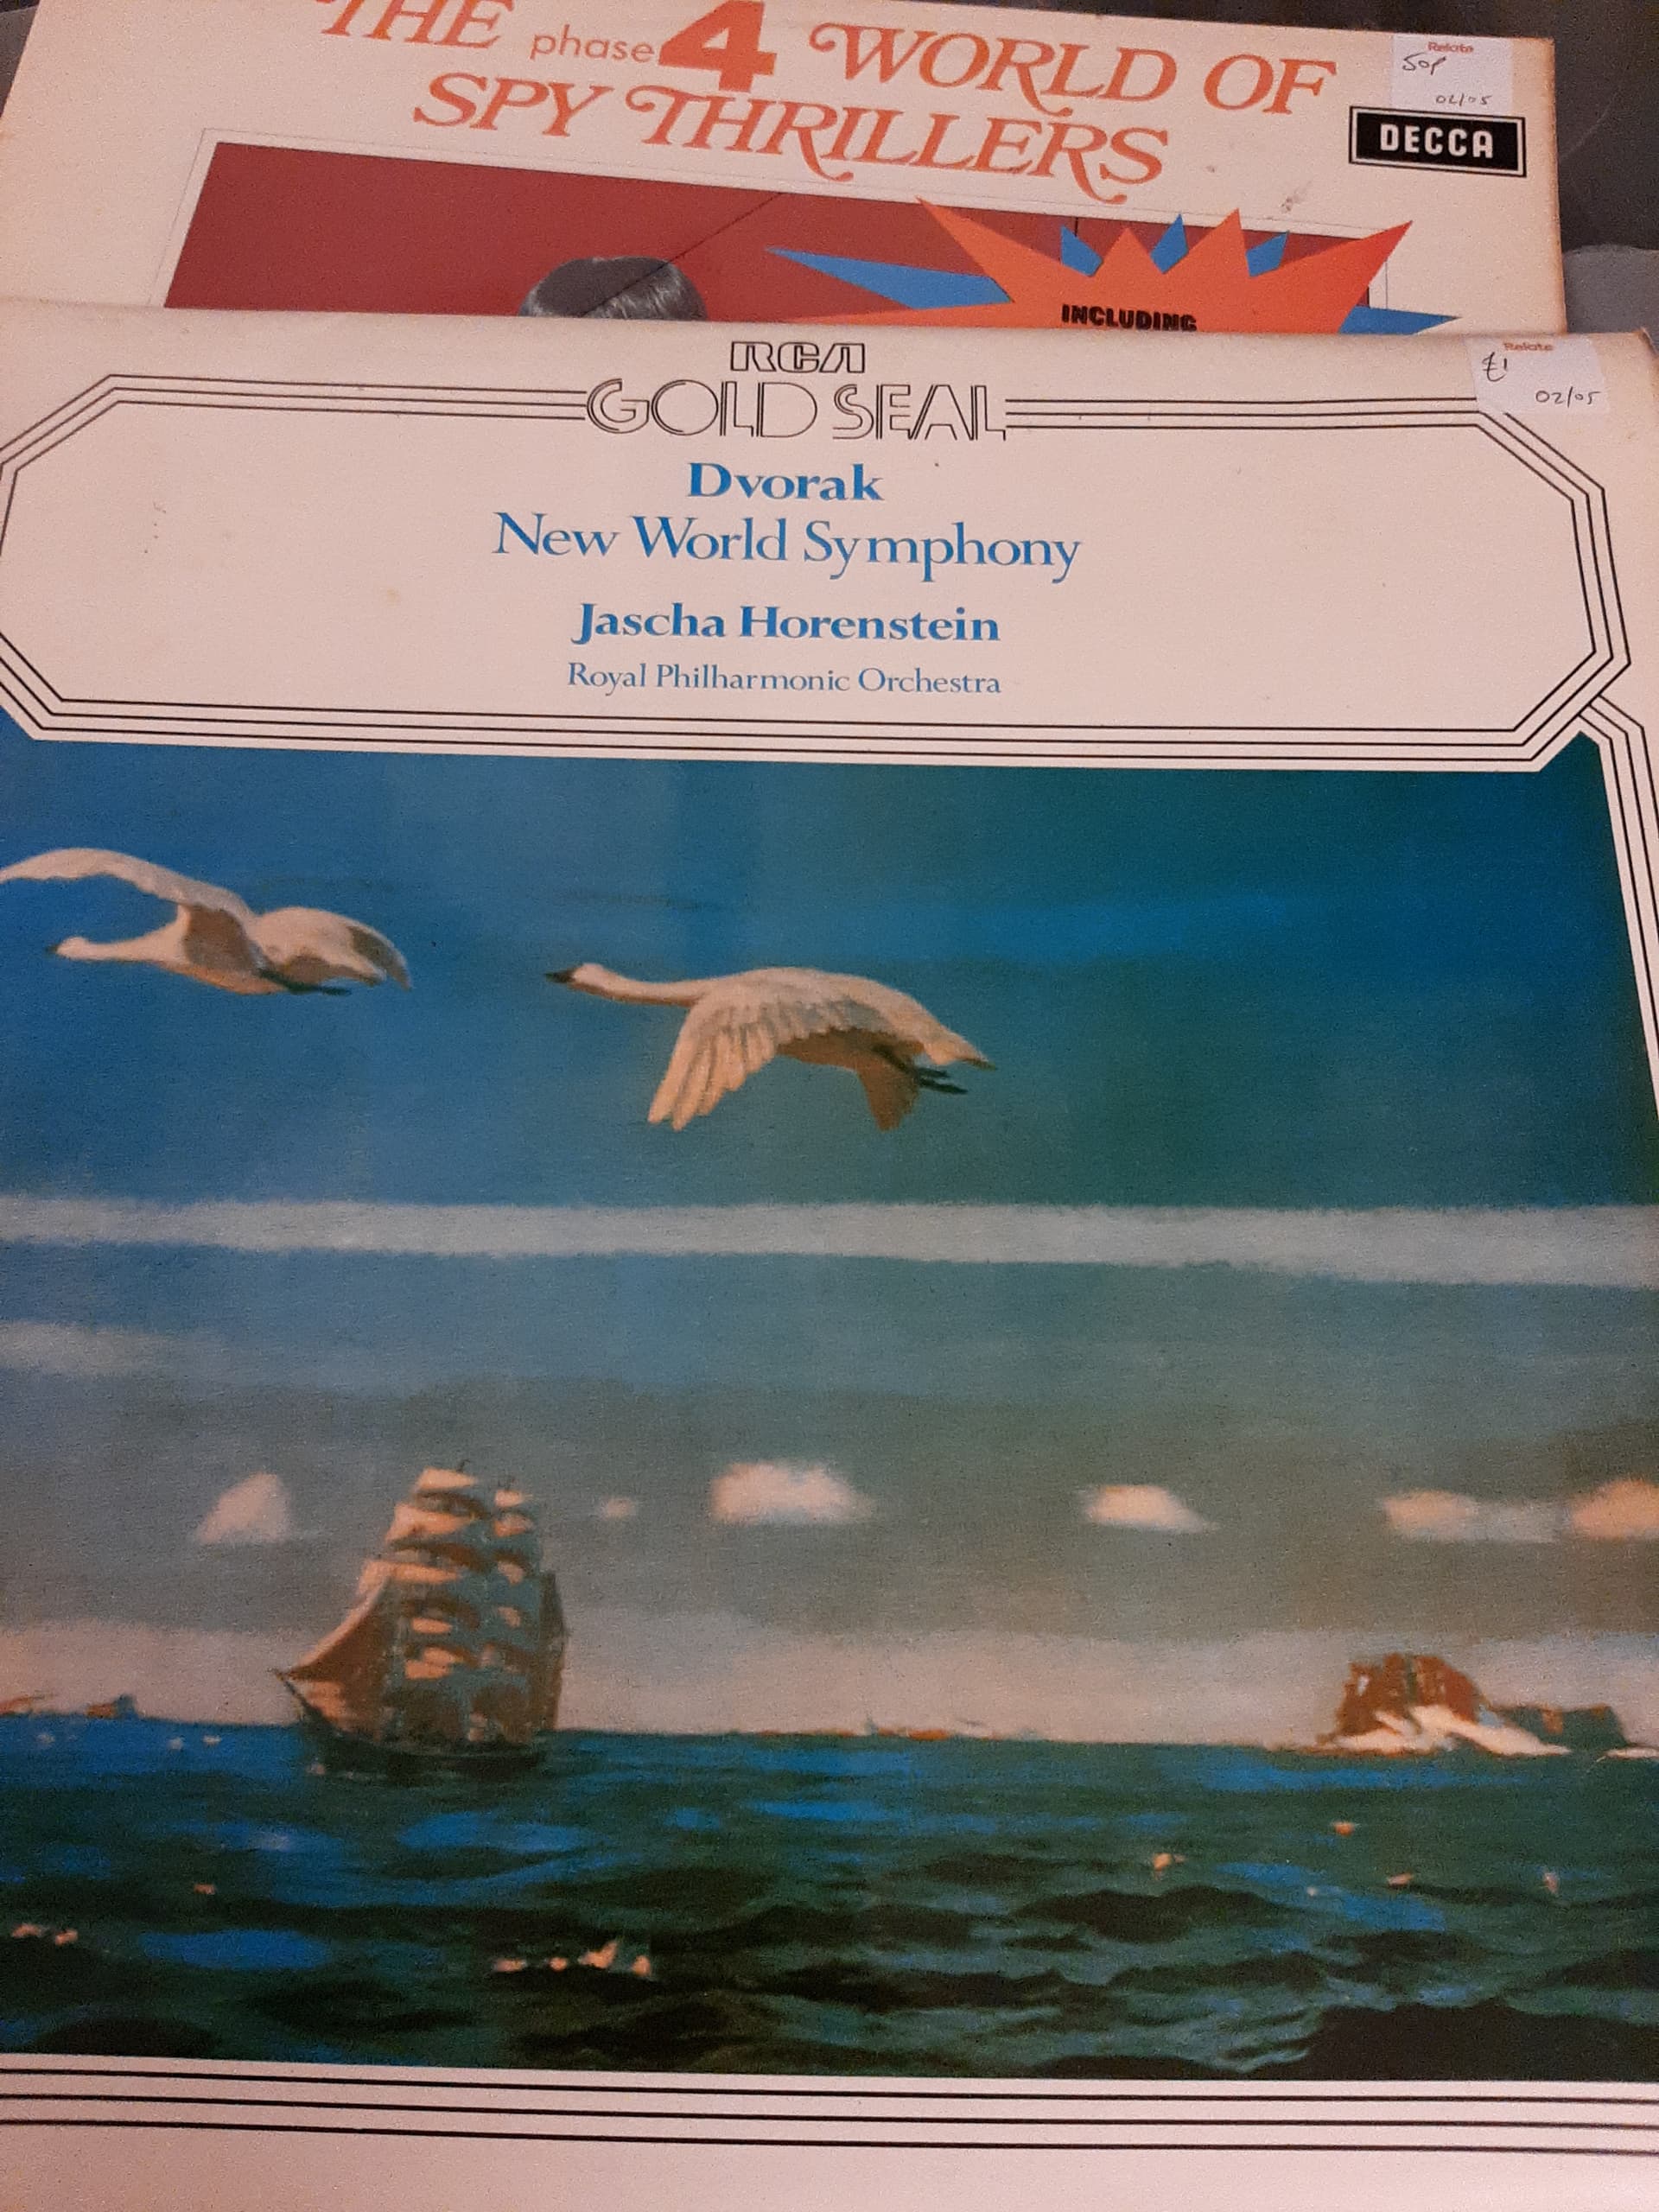 THE phase 4 WORLD OF
SPY THRILLERS
Relate
50p
02/05
DECCA
INCLUDING
RCA
GOLD SEAL
Relate
£1
02/05
Dvorak
New World Symphony
Jascha Horenstein
Royal Philharmonic Orchestra